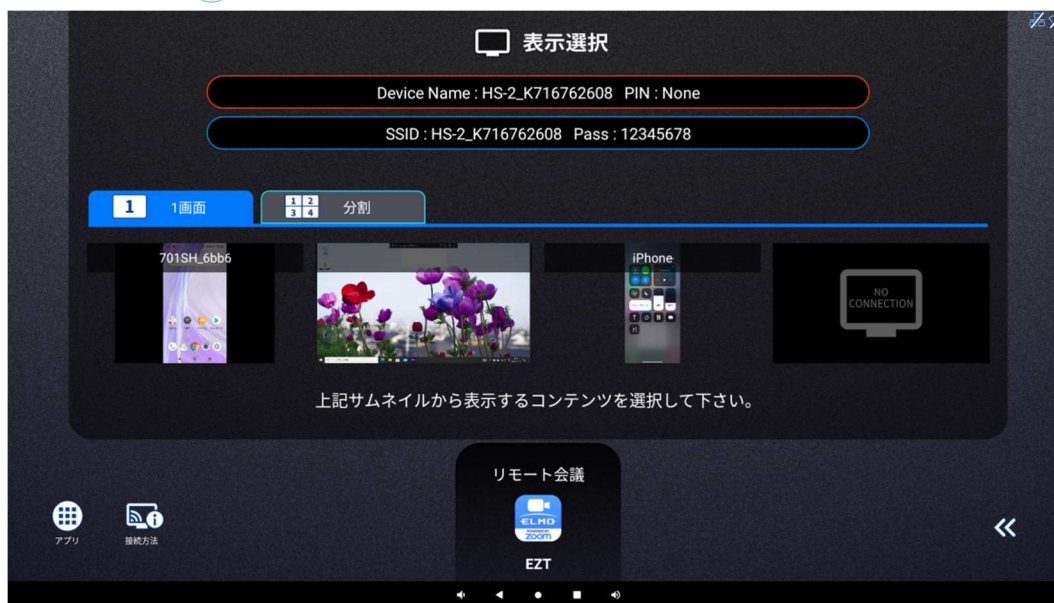 表示選択
Device Name : HS-2_K716762608 PIN : None
SSID : HS-2_K716762608 Pass : 12345678
1 1画面
1 2 3 4 分割
701SH_6bb6
iPhone
NO
CONNECTION
上記サムネイルから表示するコンテンツを選択して下さい。
リモート会議
ELMO
POWERED BY
zoom
EZT
アプリ
接続方法